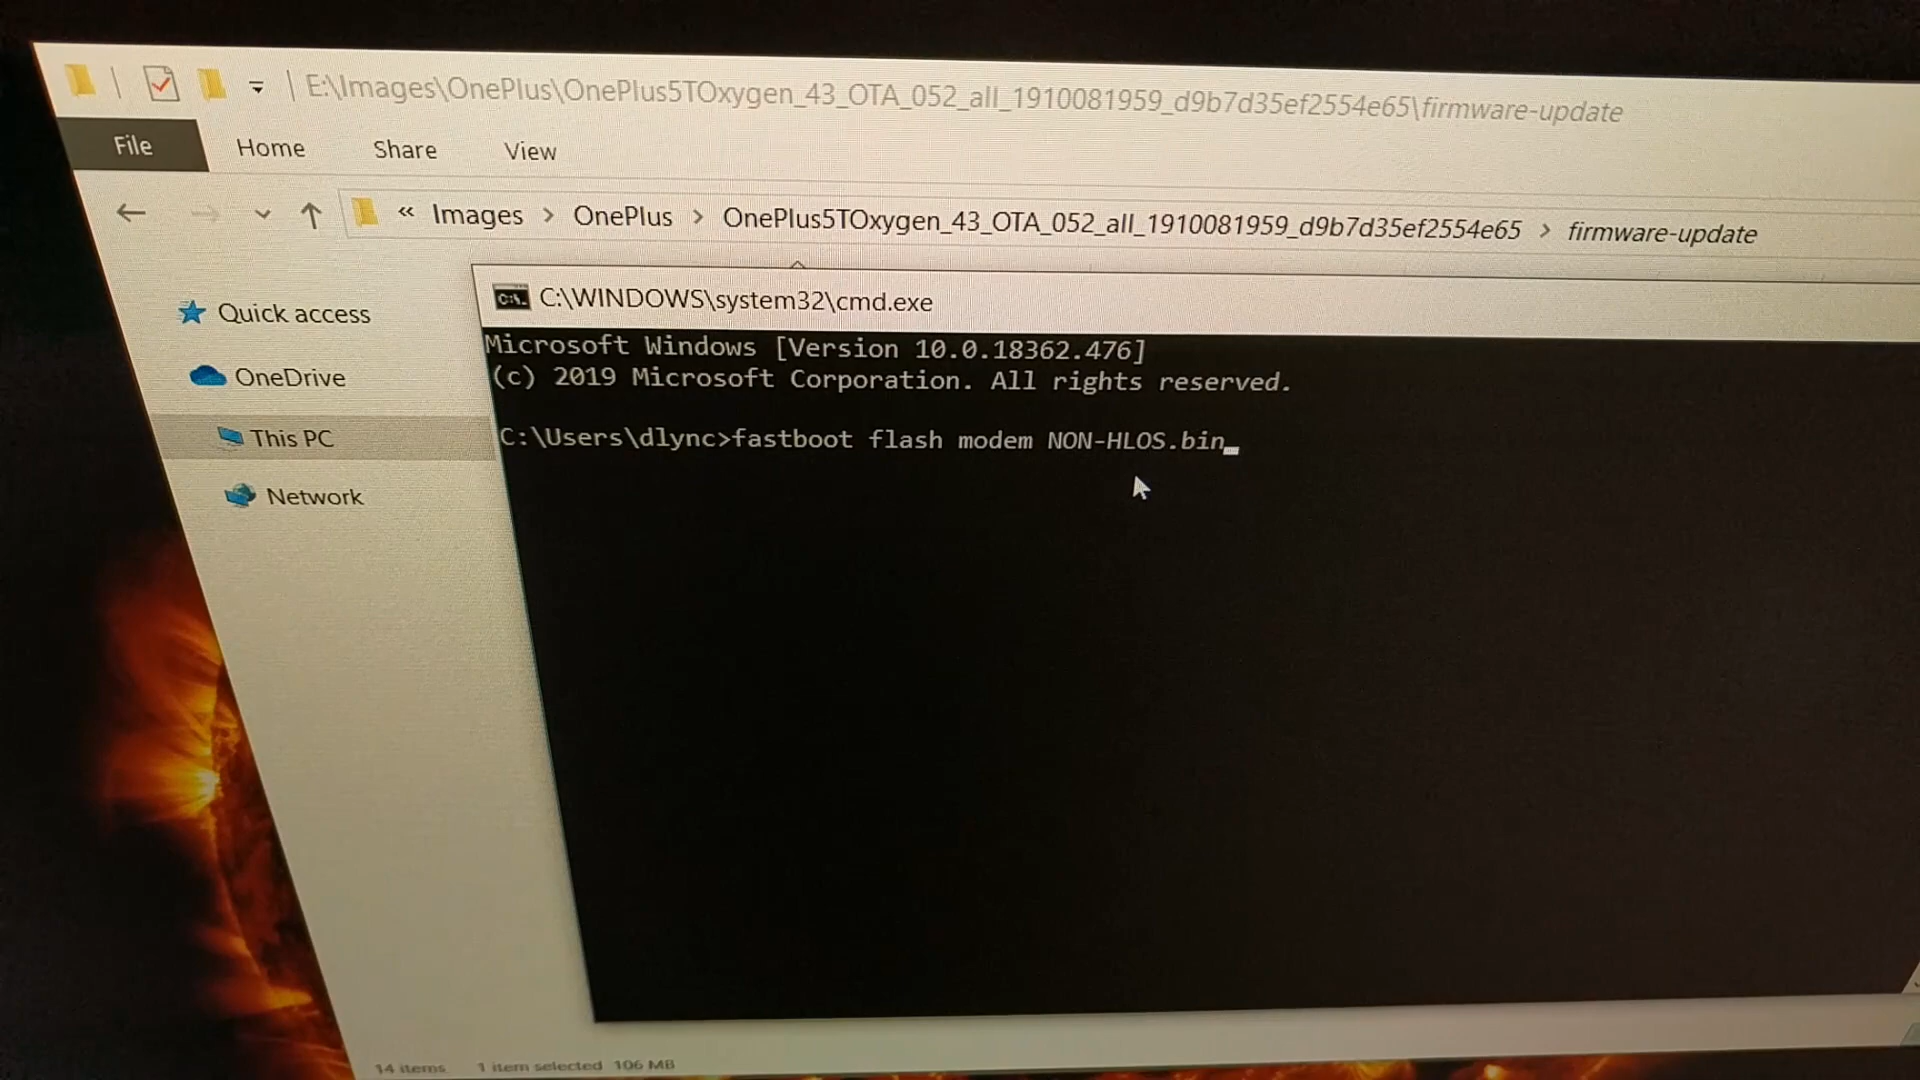 E:\Images\OnePlus\OnePlus5TOxygen_43_OTA_052_all_1910081959_d9b7d35ef2554e65\firmware-update
File Home Share View
« Images > OnePlus > OnePlus5TOxygen_43_OTA_052_all_1910081959_d9b7d35ef2554e65 > firmware-update
Quick access
OneDrive
This PC
Network
C:\WINDOWS\system32\cmd.exe
Microsoft Windows [Version 10.0.18362.476]
(c) 2019 Microsoft Corporation. All rights reserved.
C:\Users\dlync>fastboot flash modem NON-HLOS.bin
14 items 1 item selected 106 MB